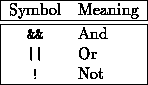 Symbol Meaning
&& And
|| Or
! Not